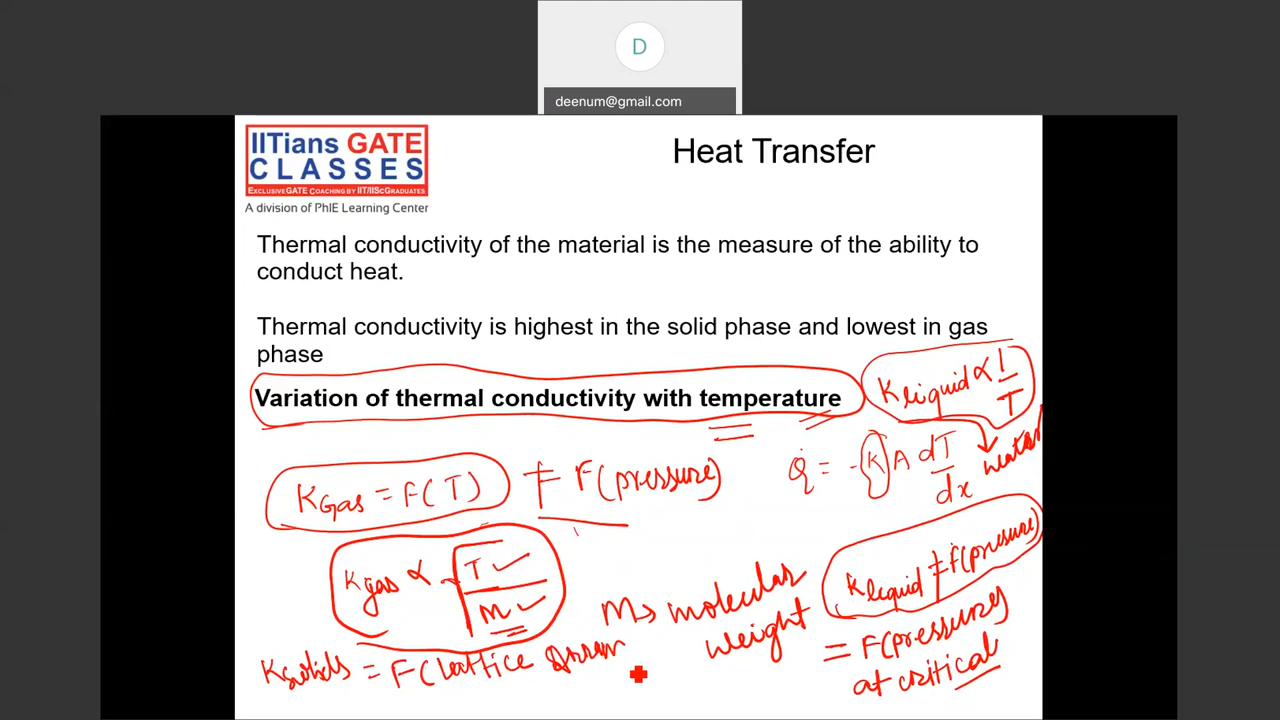 D
deenum@gmail.com
IITians GATE
CLASSES
EXCLUSIVE GATE COACHING BY IIT/IISc GRADUATES
A division of PhIE Learning Center
Heat Transfer
Thermal conductivity of the material is the measure of the ability to
conduct heat.
Thermal conductivity is highest in the solid phase and lowest in gas
phase
Variation of thermal conductivity with temperature
Kliquid ∝ 1/T
water
KGas = F(T) ≠ F(pressure)
Q̇ = -KA dT/dx
Kgas ∝ √(T/M)
M → molecular
weight
Kliquid ≠ f(pressure)
= F(pressure)
at critical
Ksolids = F(lattice